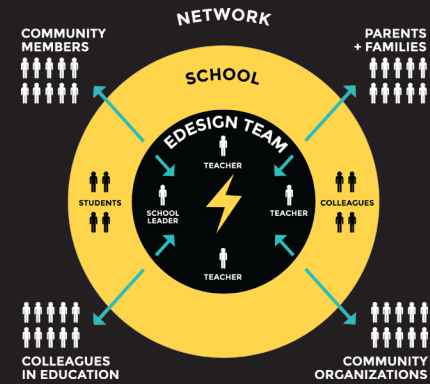 NETWORK
COMMUNITY
MEMBERS
PARENTS
+ FAMILIES
SCHOOL
EDESIGN TEAM
TEACHER
STUDENTS
SCHOOL
LEADER
TEACHER
COLLEAGUES
TEACHER
COLLEAGUES
IN EDUCATION
COMMUNITY
ORGANIZATIONS